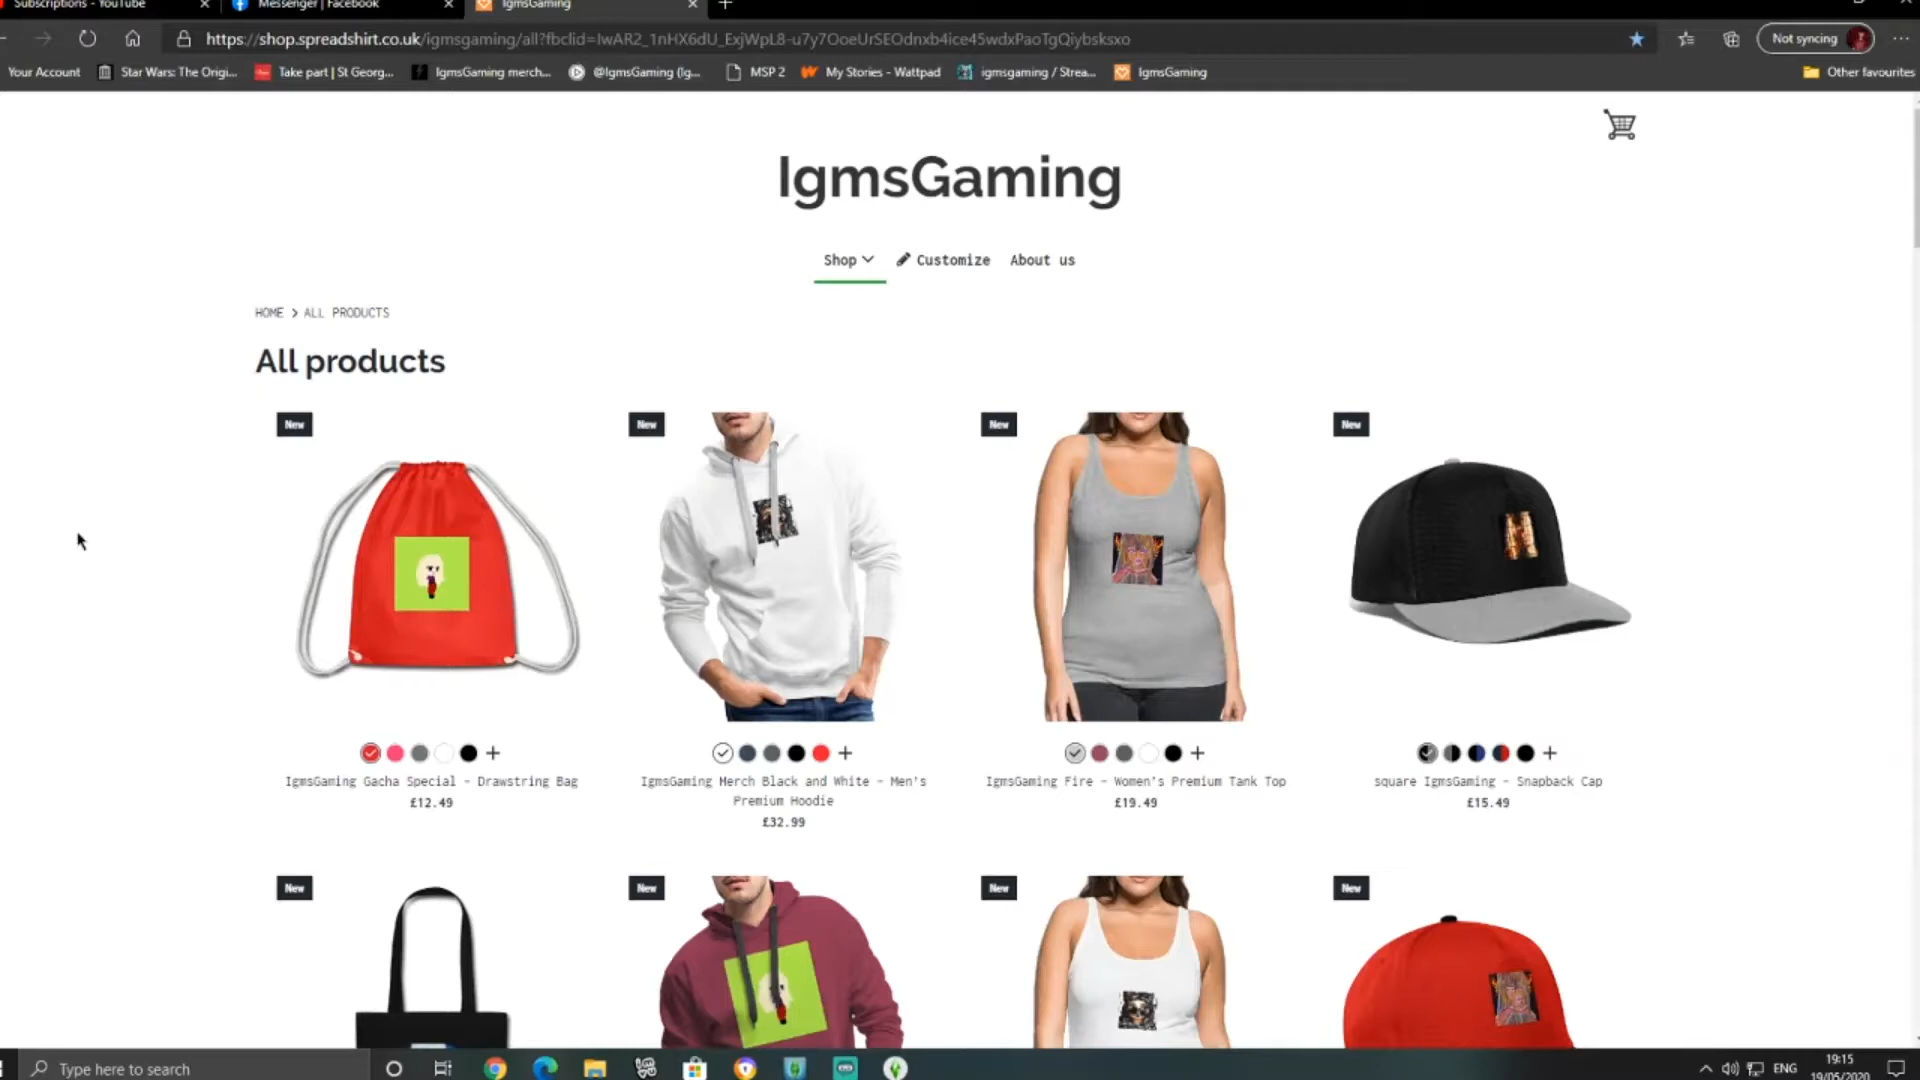 Subscriptions - YouTube
Messenger | Facebook
IgmsGaming
https://shop.spreadshirt.co.uk/igmsgaming/all?fbclid=IwAR2_1nHX6dU_ExjWpL8-u7y7OoeUrSEOdnxb4ice45wdxPaoTgQiybsksxo
Not syncing
Your Account
Star Wars: The Origi...
Take part | St Georg...
IgmsGaming merch...
@IgmsGaming (Ig...
MSP 2
My Stories - Wattpad
igmsgaming / Strea...
IgmsGaming
Other favourites
IgmsGaming
Shop
Customize
About us
HOME > ALL PRODUCTS
All products
New
New
New
New
IgmsGaming Gacha Special - Drawstring Bag
£12.49
IgmsGaming Merch Black and White - Men's
Premium Hoodie
£32.99
IgmsGaming Fire - Women's Premium Tank Top
£19.49
square IgmsGaming - Snapback Cap
£15.49
New
New
New
New
Type here to search
ENG
19:15
19/05/2020